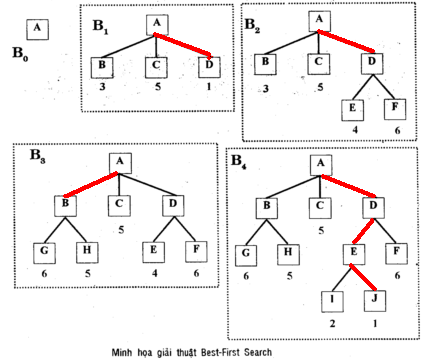 A
B0
B1
A
B C D
3 5 1
B2
A
B C D
3 5
E F
4 6
B3
A
B C D
5
G H E F
6 5 4 6
B4
A
B C D
5
G H E F
6 5 6
I J
2 1
Minh họa giải thuật Best-First Search